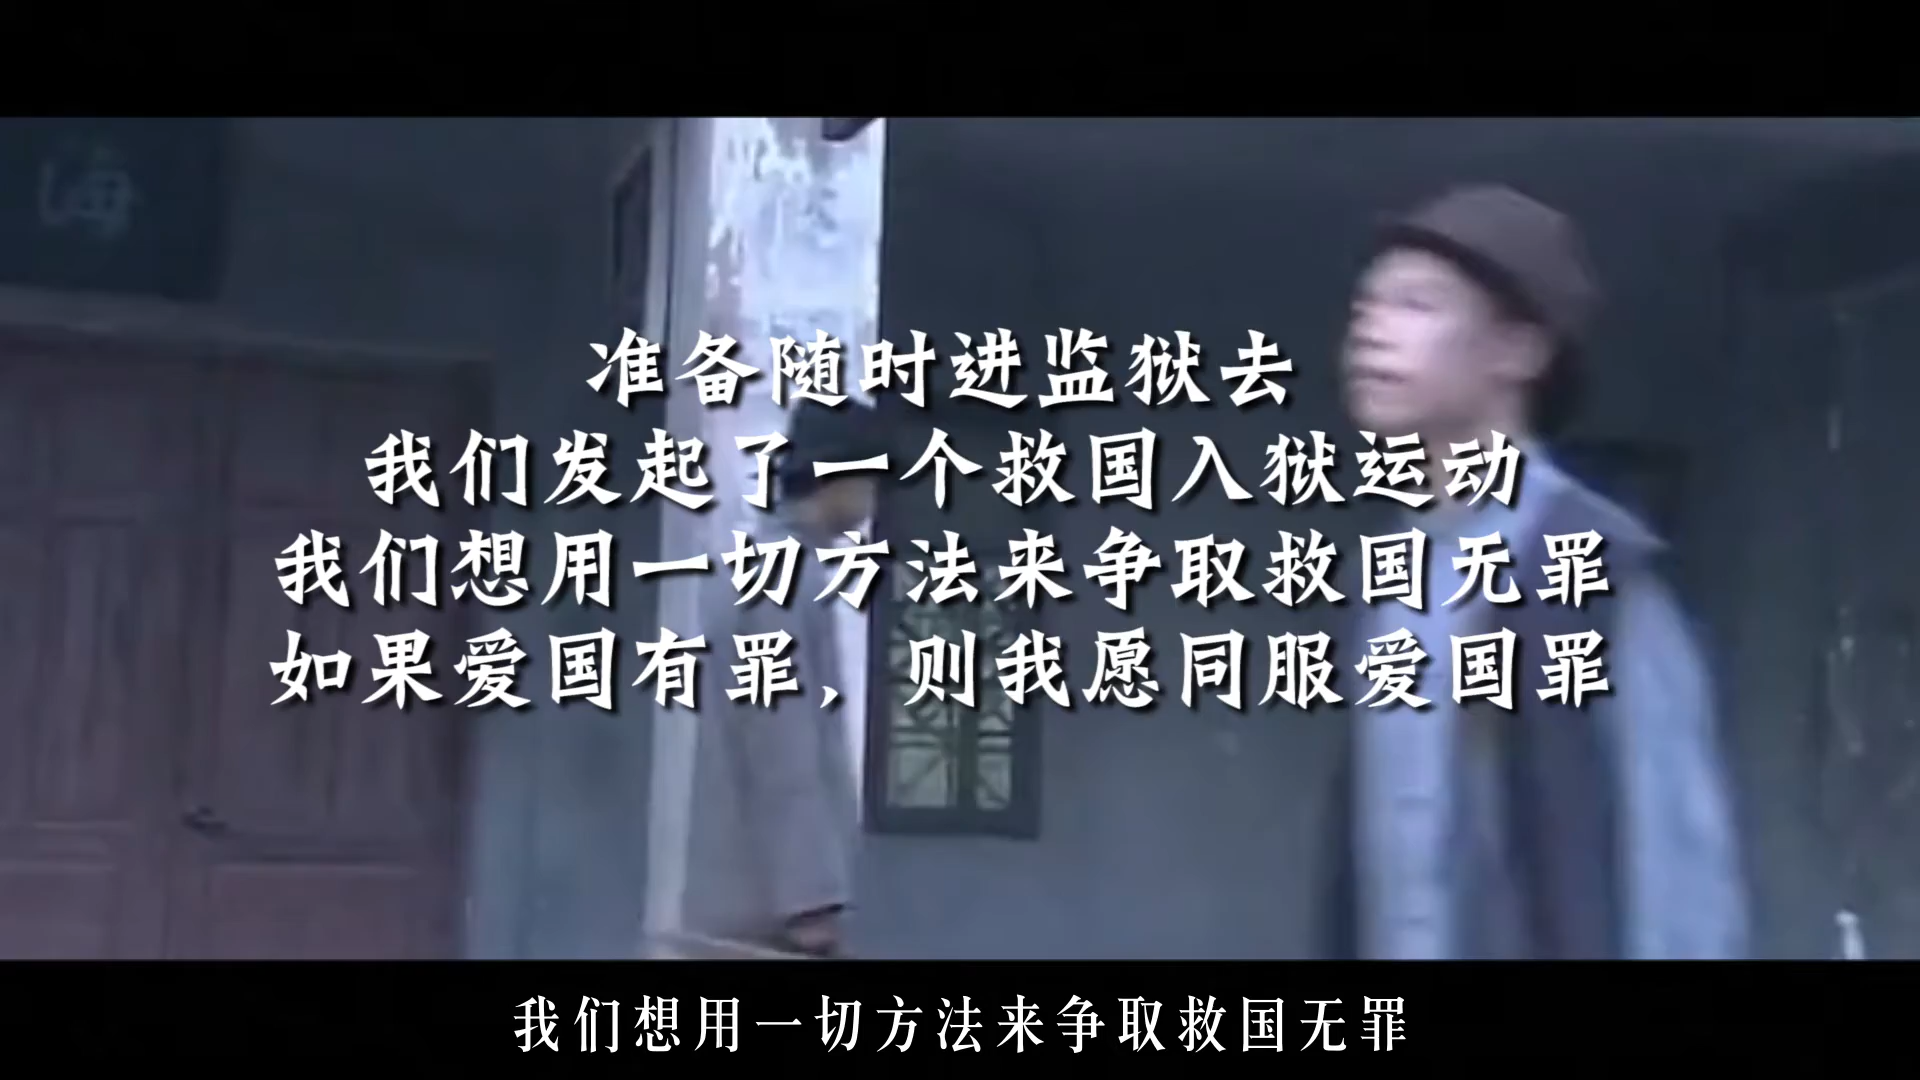 海
准备随时进监狱去
我们发起了一个救国入狱运动
我们想用一切方法来争取救国无罪
如果爱国有罪，则我愿同服爱国罪
我们想用一切方法来争取救国无罪